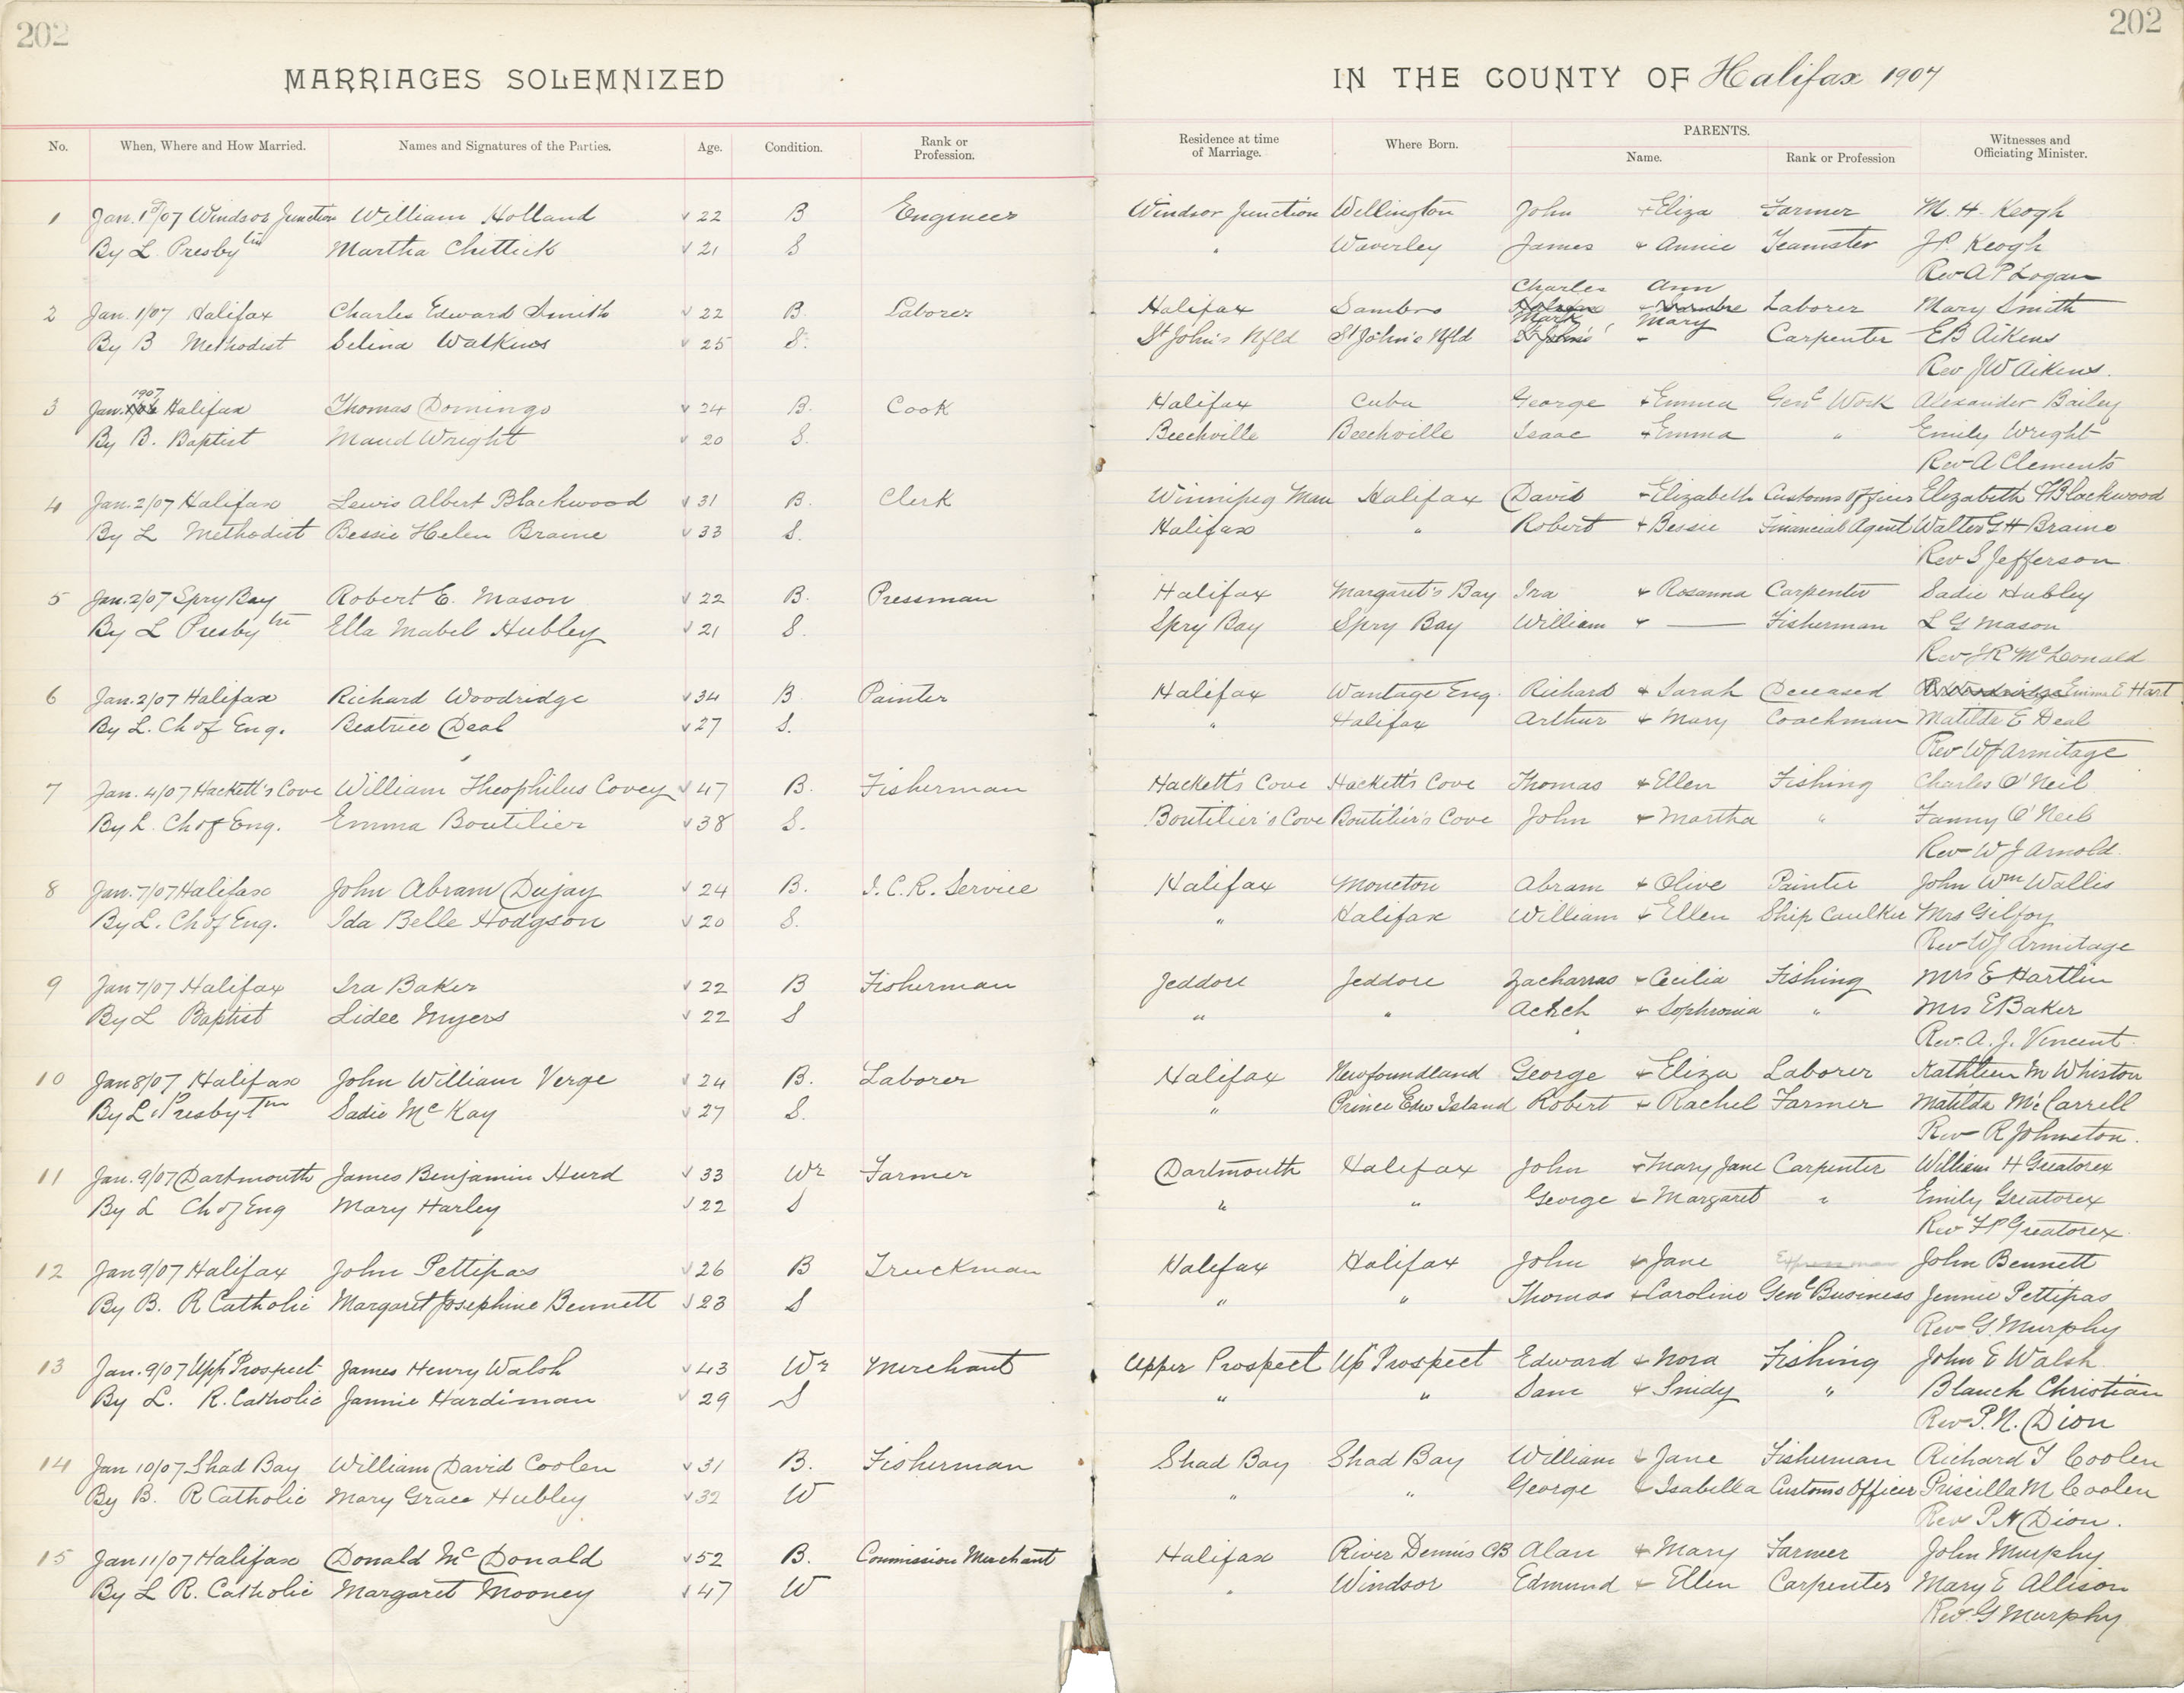 202
202
MARRIAGES SOLEMNIZED
IN THE COUNTY OF Halifax 1907
No. When, Where and How Married. Names and Signatures of the Parties. Age. Condition. Rank or Profession. Residence at time of Marriage. Where Born. PARENTS. Name. Rank or Profession Witnesses and Officiating Minister.
1 Jan. 1st/07 Windsor Junction William Holland 22 B Engineer Windsor Junction Wellington John & Eliza Farmer M. H. Keogh
By L Presbytin Martha Chittick 21 S " Waverley James & Annie Teamster JP Keogh
Rev A P Logan
2 Jan. 1/07 Halifax Charles Edward Smith 22 B. Laborer Halifax Sambro Charles Ann Laborer Mary Smith
By B Methodist Selina Watkins 25 S. St John's Nfld St John's Nfld Mark Mary Carpenter E B Aikens
Rev J W Aikens.
3 Jan. 1907 Halifax Thomas Domingo 24 B. Cook Halifax Cuba George & Emma Genl Work Alexander Bailey
By B. Baptist Maud Wright 20 S. Beechville Beechville Isaac & Emma " Emily Wright
Rev A Clements
4 Jan. 2/07 Halifax Lewis Albert Blackwood 31 B. Clerk Winnipeg Man Halifax David & Elizabeth Customs Officer Elizabeth F Blackwood
By L Methodist Bessie Helen Braine 33 S. Halifax " Robert & Bessie Financial Agent Walter G H Braine
Rev S Jefferson
5 Jan. 2/07 Spry Bay Robert E. Mason 22 B. Pressman Halifax Margaret's Bay Ira & Rosanna Carpenter Sadie Hubley
By L Presbytin Ella Mabel Hubley 21 S. Spry Bay Spry Bay William & — Fisherman L G Mason
Rev J R McDonald
6 Jan. 2/07 Halifax Richard Woodridge 34 B Painter Halifax Wantage Eng. Richard & Sarah Deceased Emma E Hart
By L. Ch of Eng. Beatrice Deal 27 S. " Halifax Arthur & Mary Coachman Matilda E Deal
Rev W J Armitage
7 Jan. 4/07 Hackett's Cove William Theophilus Covey 47 B. Fisherman Hackett's Cove Hackett's Cove Thomas & Ellen Fishing Charles O'Neil
By L. Ch of Eng. Emma Boutilier 38 S. Boutilier's Cove Boutilier's Cove John & Martha " Fanny O'Neil
Rev W J Arnold.
8 Jan. 7/07 Halifax John Abram Dujay 24 B. I. C. R. Service Halifax Moncton Abram & Olive Painter John Wm Wallis
By L. Ch of Eng. Ida Belle Hodgson 20 S. " Halifax William & Ellen Ship Caulker Mrs Gilfoy
Rev W J Armitage
9 Jan 7/07 Halifax Ira Baker 22 B Fisherman Jeddore Jeddore Zacharias & Cecilia Fishing Mrs E Hartlin
By L Baptist Lidee Myers 22 S " " & Sophronia " Mrs E Baker
Rev. A. J. Vincent.
10 Jan 8/07 Halifax John William Verge 24 B. Laborer Halifax Newfoundland George & Eliza Laborer Kathleen M Whiston
By L. Presbytin Sadie McKay 27 S. " Prince Edw Island Robert & Rachel Farmer Matilda McCarrell
Rev R Johnston.
11 Jan. 9/07 Dartmouth James Benjamin Hurd 33 Wr Farmer Dartmouth Halifax John & Mary Jane Carpenter William H Greatorex
By L Ch of Eng Mary Harley 22 S " " George & Margaret " Emily Greatorex
Rev F P Greatorex.
12 Jan 9/07 Halifax John Pettipas 26 B Truckman Halifax Halifax John & Jane Expressman John Bennett
By B. R Catholic Margaret Josephine Bennett 23 S " " Thomas & Caroline Genl Business Jennie Pettipas
Rev G. Murphy
13 Jan. 9/07 Upr Prospect James Henry Walsh 43 Wr Merchant Upper Prospect Upr Prospect Edward & Nora Fishing John E Walsh
By L. R. Catholic Jannie Hardiman 29 S " " Sam & Snidy " Blanch Christian
Rev P. N. Dion
14 Jan 10/07 Shad Bay William David Coolen 31 B. Fisherman Shad Bay Shad Bay William & Jane Fisherman Richard T Coolen
By B. R Catholic Mary Grace Hubley 32 W " " George & Isabella Customs Officer Priscilla M Coolen
Rev P N Dion.
15 Jan 11/07 Halifax Donald McDonald 52 B. Commission Merchant Halifax River Dennis CB Alan & Mary Farmer John Murphy
By L R. Catholic Margaret Mooney 47 W " Windsor Edmund & Ellen Carpenter Mary E Allison
Rev. G Murphy